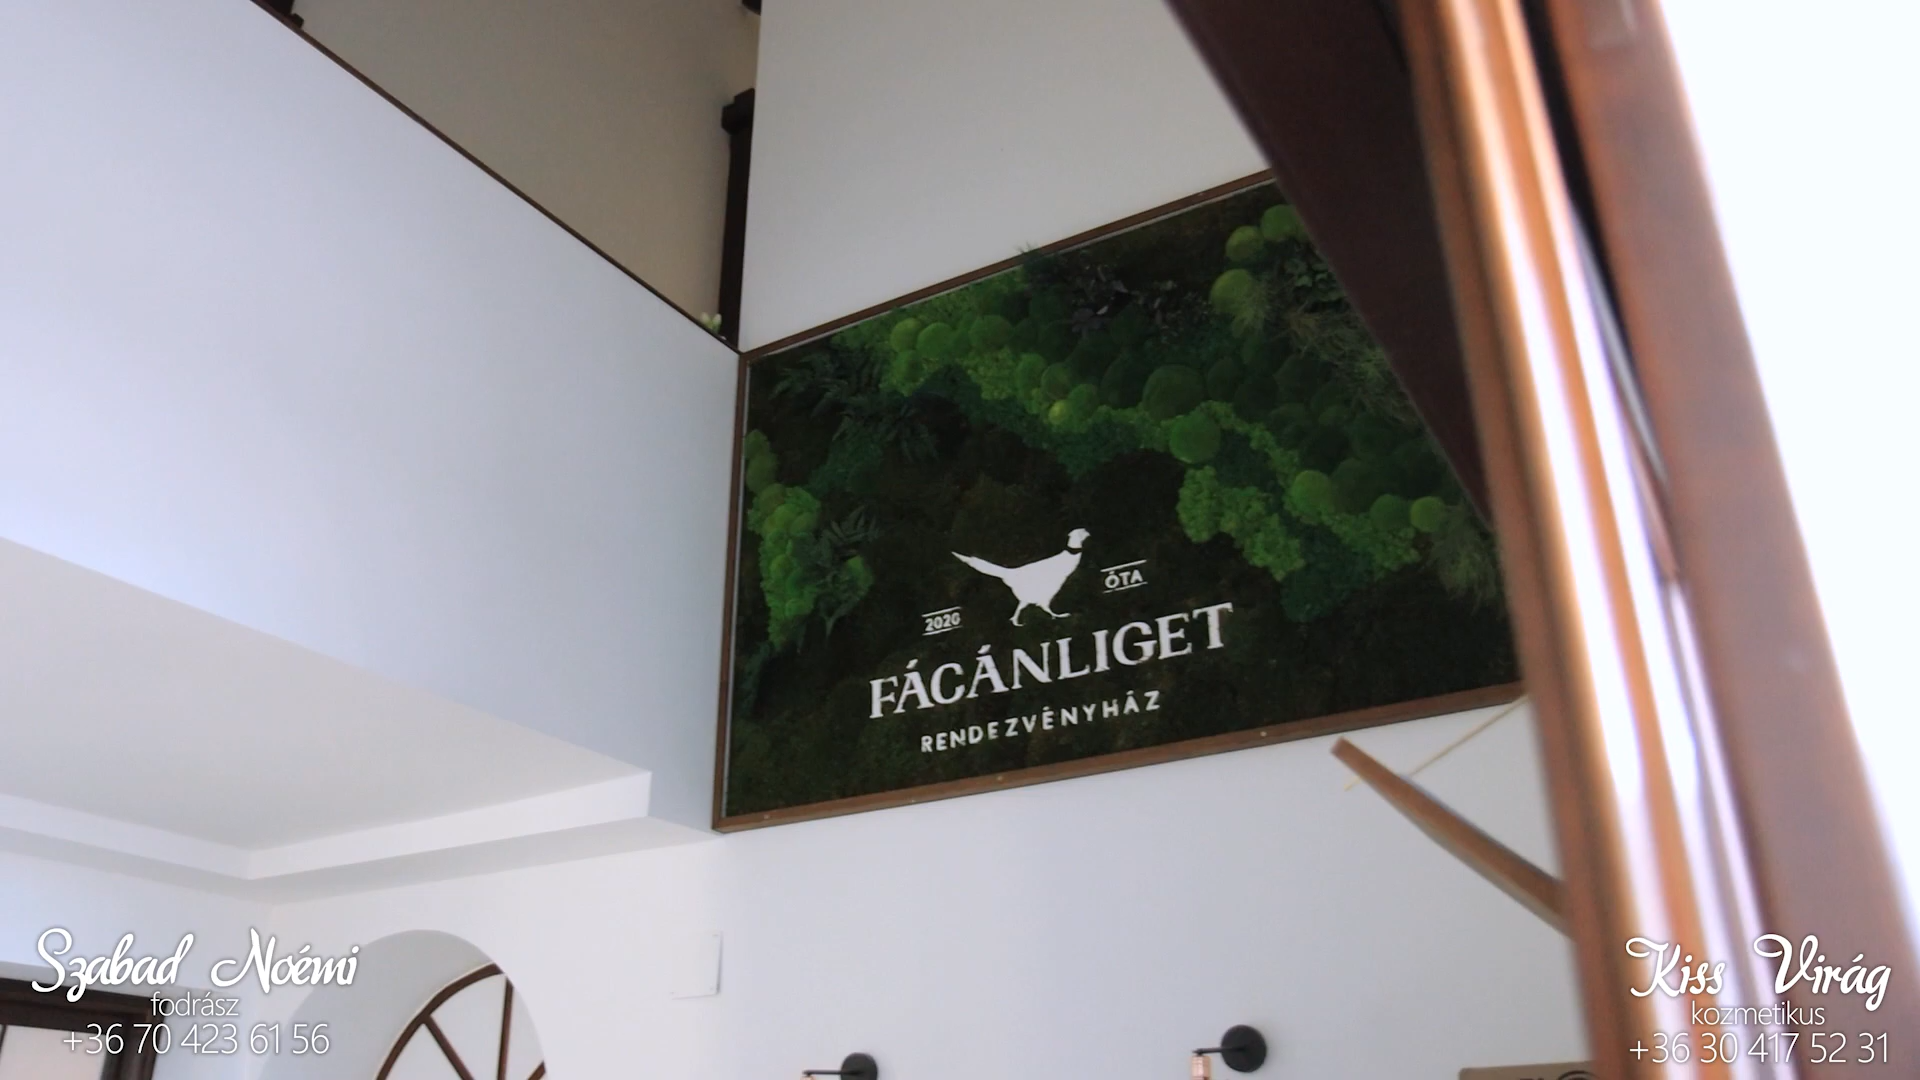 2020
ÓTA
FÁCÁNLIGET
RENDEZVÉNYHÁZ
Szabad Noémi
fodrász
+36 70 423 61 56
Kiss Virág
kozmetikus
+36 30 417 52 31